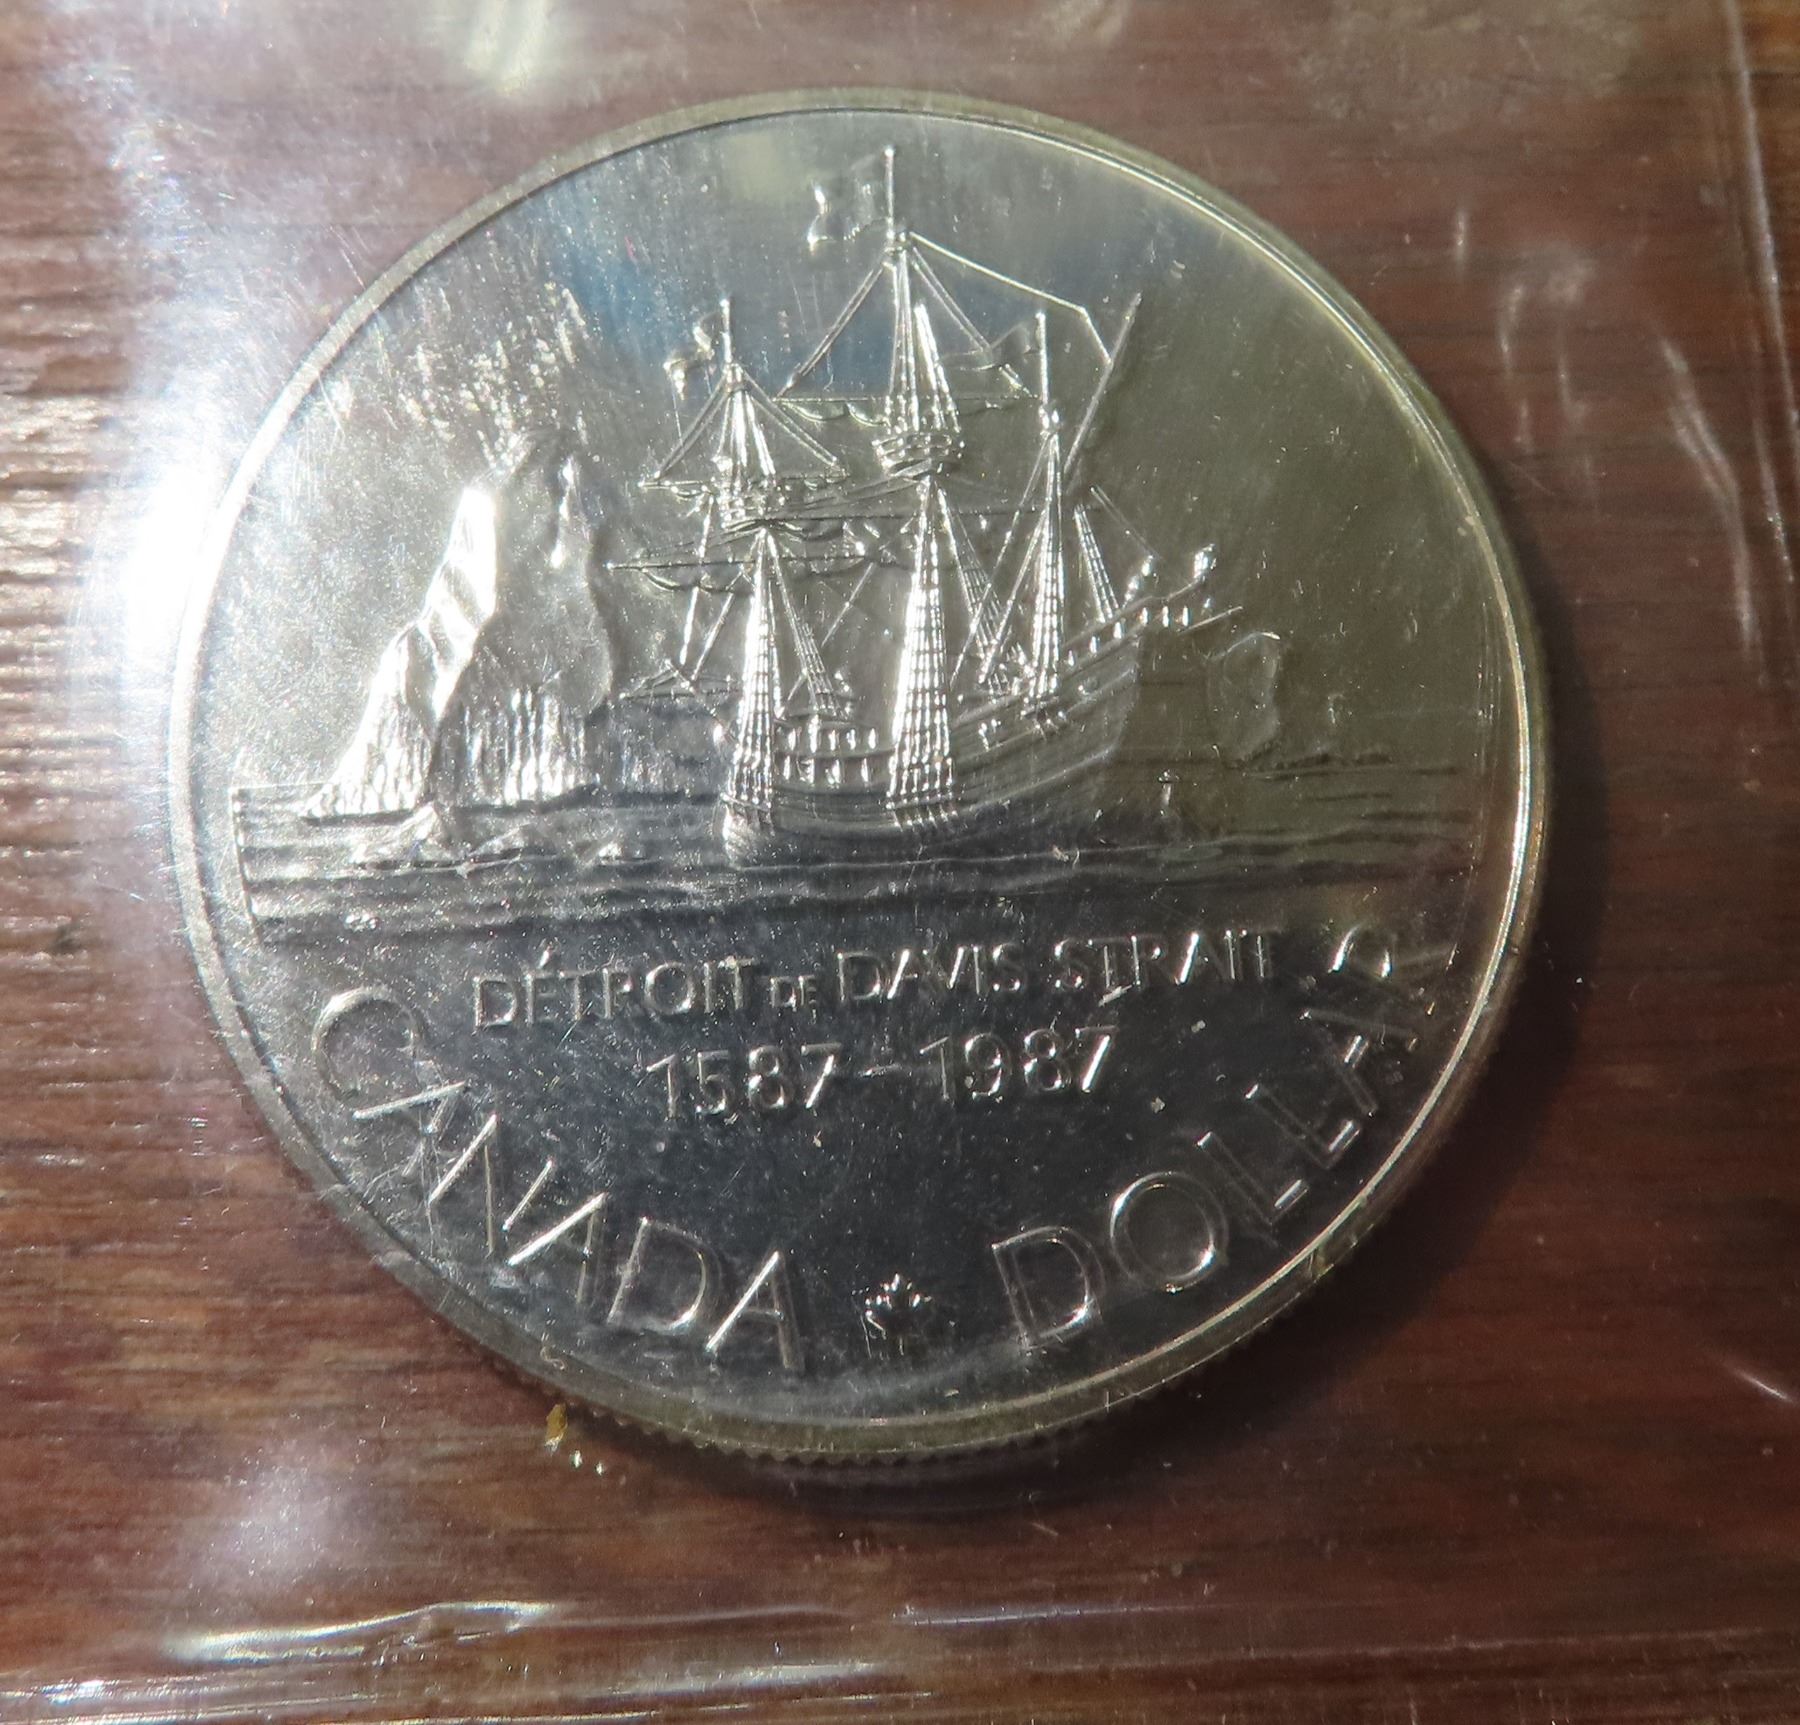 DÉTROIT DE DAVIS STRAIT
1587-1987
CANADA DOLLAR